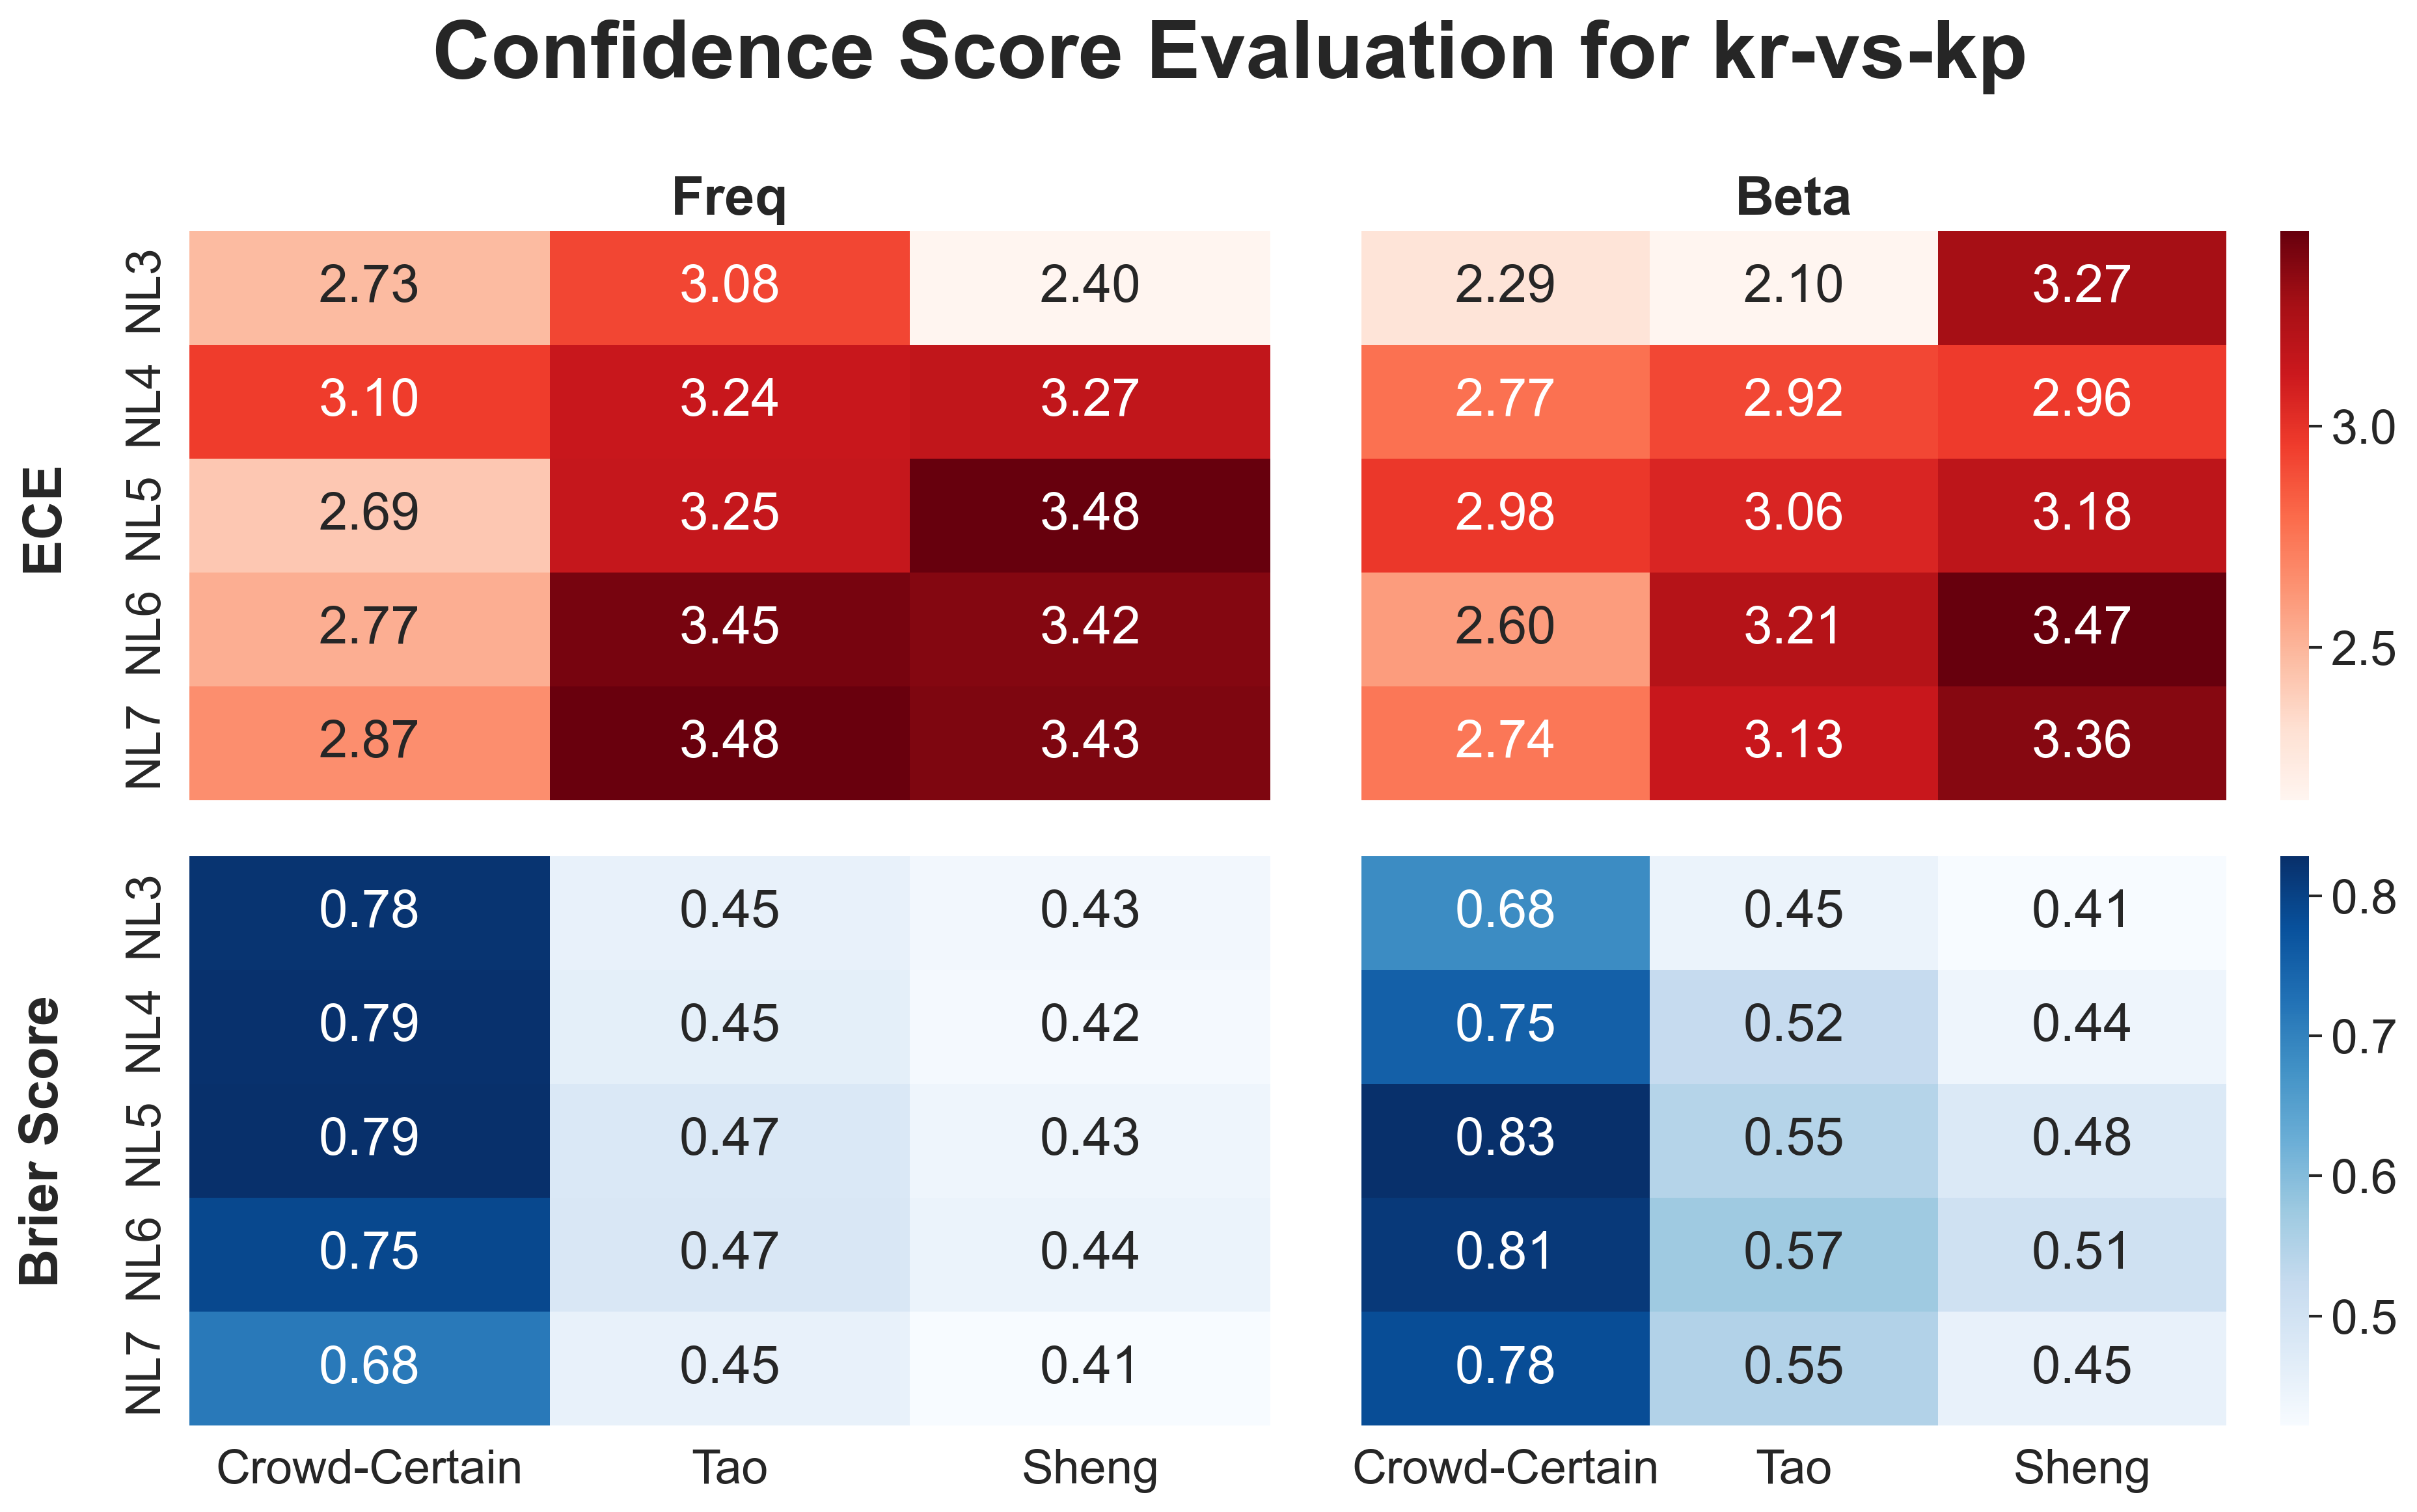 Confidence Score Evaluation for kr-vs-kp
Freq
Beta
ECE
NL3 2.73 3.08 2.40 2.29 2.10 3.27
NL4 3.10 3.24 3.27 2.77 2.92 2.96
NL5 2.69 3.25 3.48 2.98 3.06 3.18
NL6 2.77 3.45 3.42 2.60 3.21 3.47
NL7 2.87 3.48 3.43 2.74 3.13 3.36
3.0
2.5
Brier Score
NL3 0.78 0.45 0.43 0.68 0.45 0.41
NL4 0.79 0.45 0.42 0.75 0.52 0.44
NL5 0.79 0.47 0.43 0.83 0.55 0.48
NL6 0.75 0.47 0.44 0.81 0.57 0.51
NL7 0.68 0.45 0.41 0.78 0.55 0.45
0.8
0.7
0.6
0.5
Crowd-Certain Tao Sheng Crowd-Certain Tao Sheng